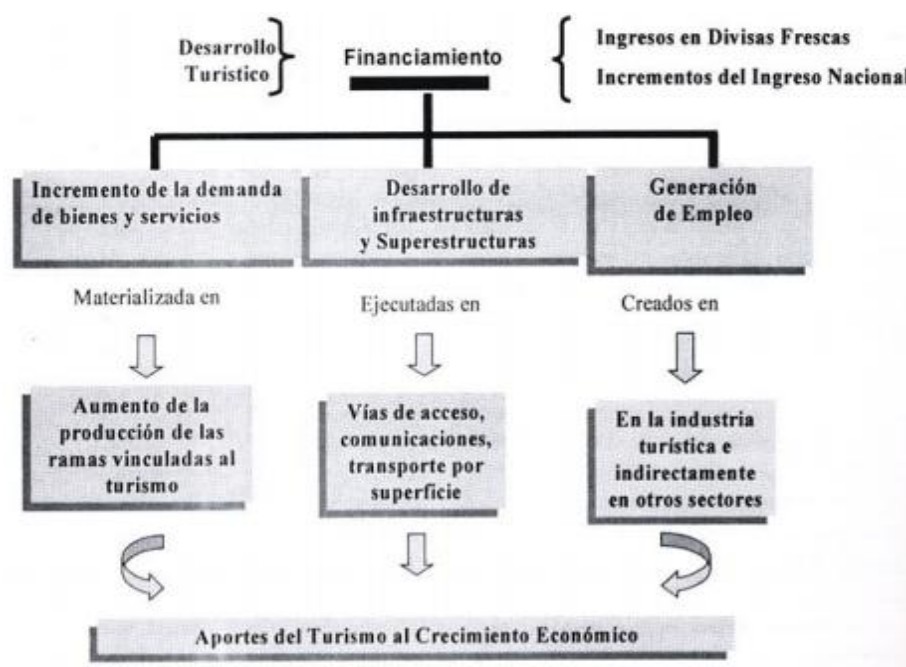 Desarrollo
Turístico
Financiamiento
Ingresos en Divisas Frescas
Incrementos del Ingreso Nacional
Incremento de la demanda
de bienes y servicios
Desarrollo de
infraestructuras
y Superestructuras
Generación
de Empleo
Materializada en
Ejecutadas en
Creados en
Aumento de la
producción de las
ramas vinculadas al
turismo
Vías de acceso,
comunicaciones,
transporte por
superficie
En la industria
turística e
indirectamente
en otros sectores
Aportes del Turismo al Crecimiento Económico